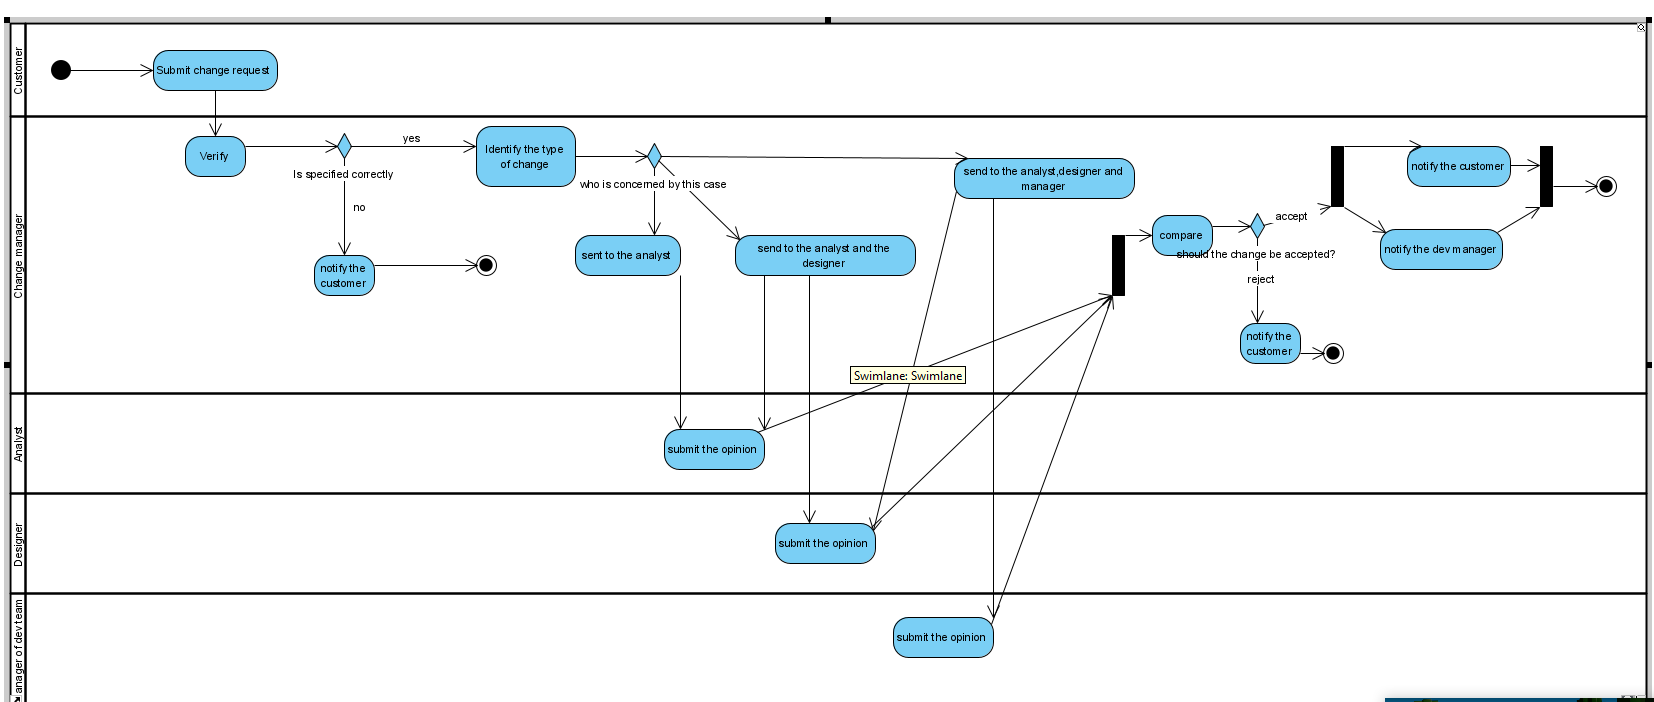 Customer
Submit change request
Change manager
Verify
Is specified correctly
yes
no
notify the
customer
Identify the type
of change
who is concerned by this case
sent to the analyst
send to the analyst and the
designer
send to the analyst,designer and
manager
compare
should the change be accepted?
accept
reject
notify the
customer
notify the customer
notify the dev manager
Swimlane: Swimlane
Analyst
submit the opinion
Designer
submit the opinion
anager of dev team
submit the opinion